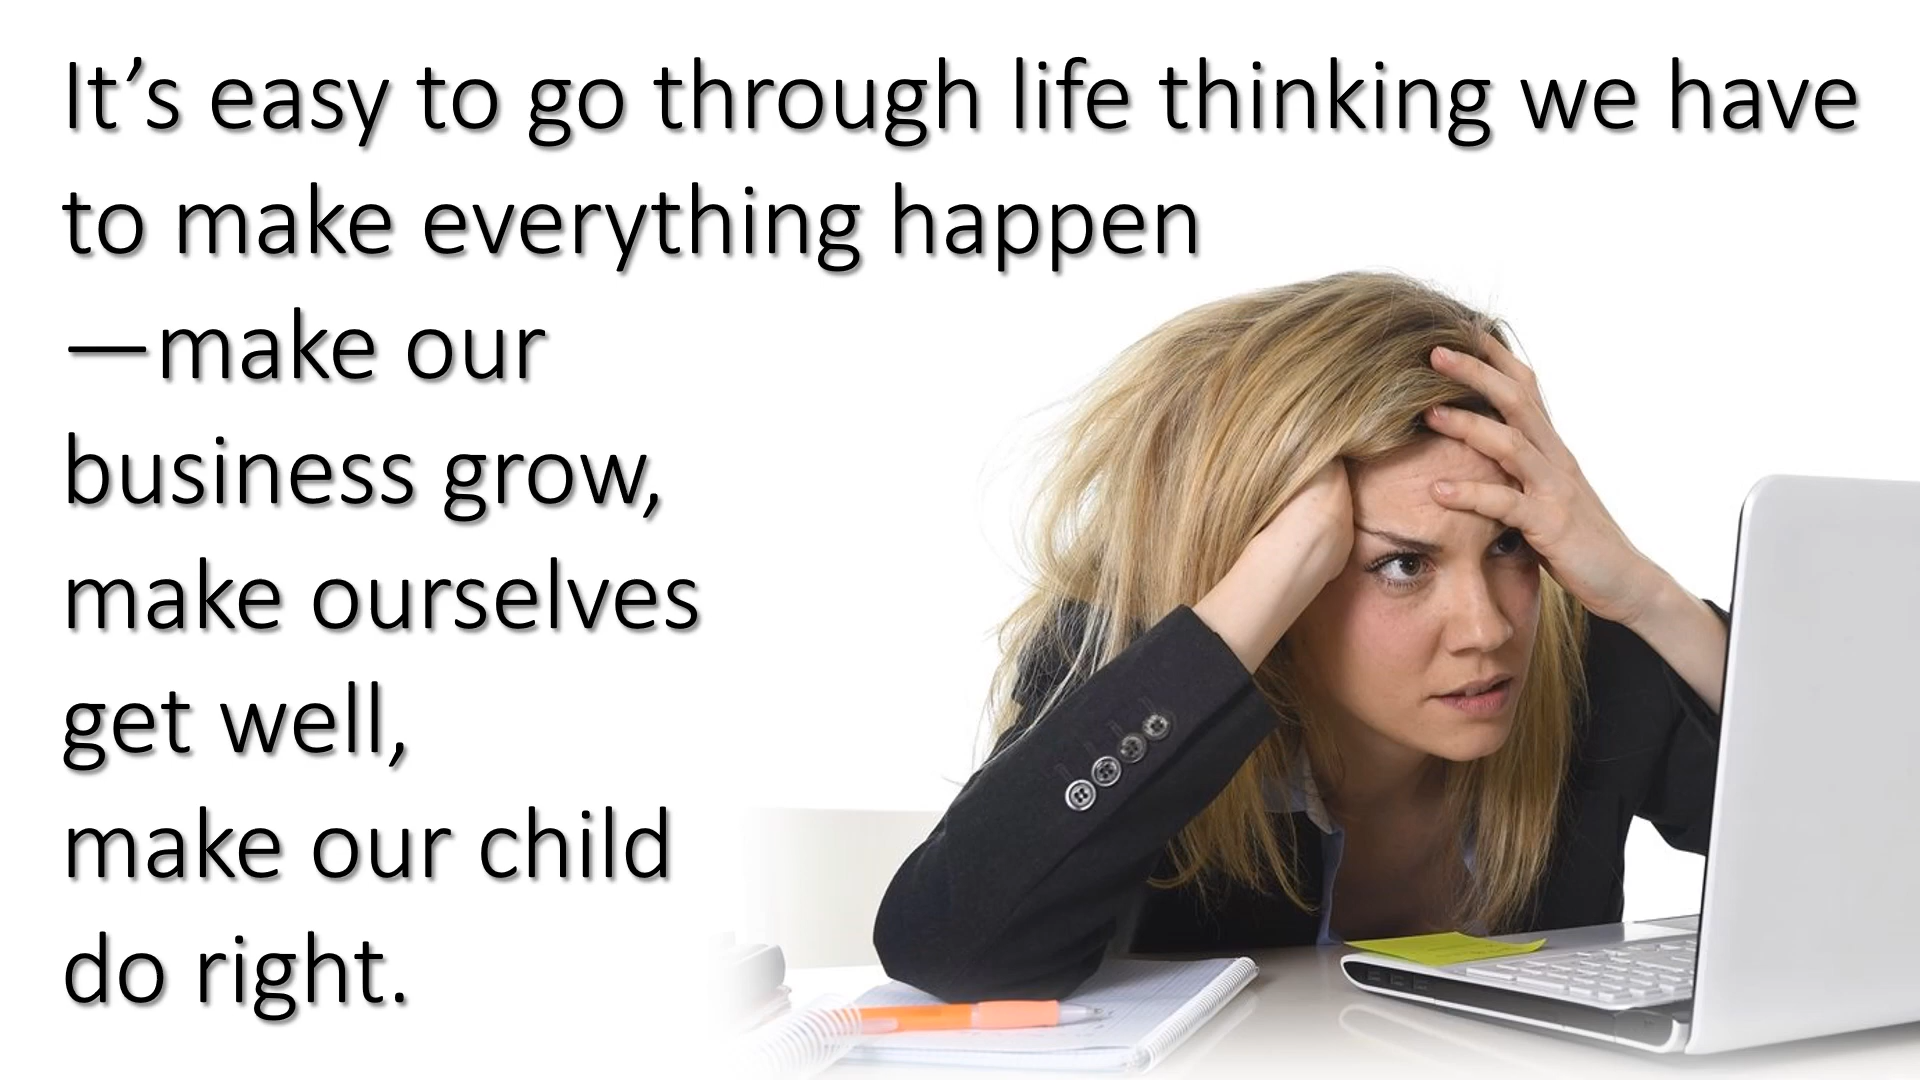 It’s easy to go through life thinking we have
to make everything happen
—make our
business grow,
make ourselves
get well,
make our child
do right.